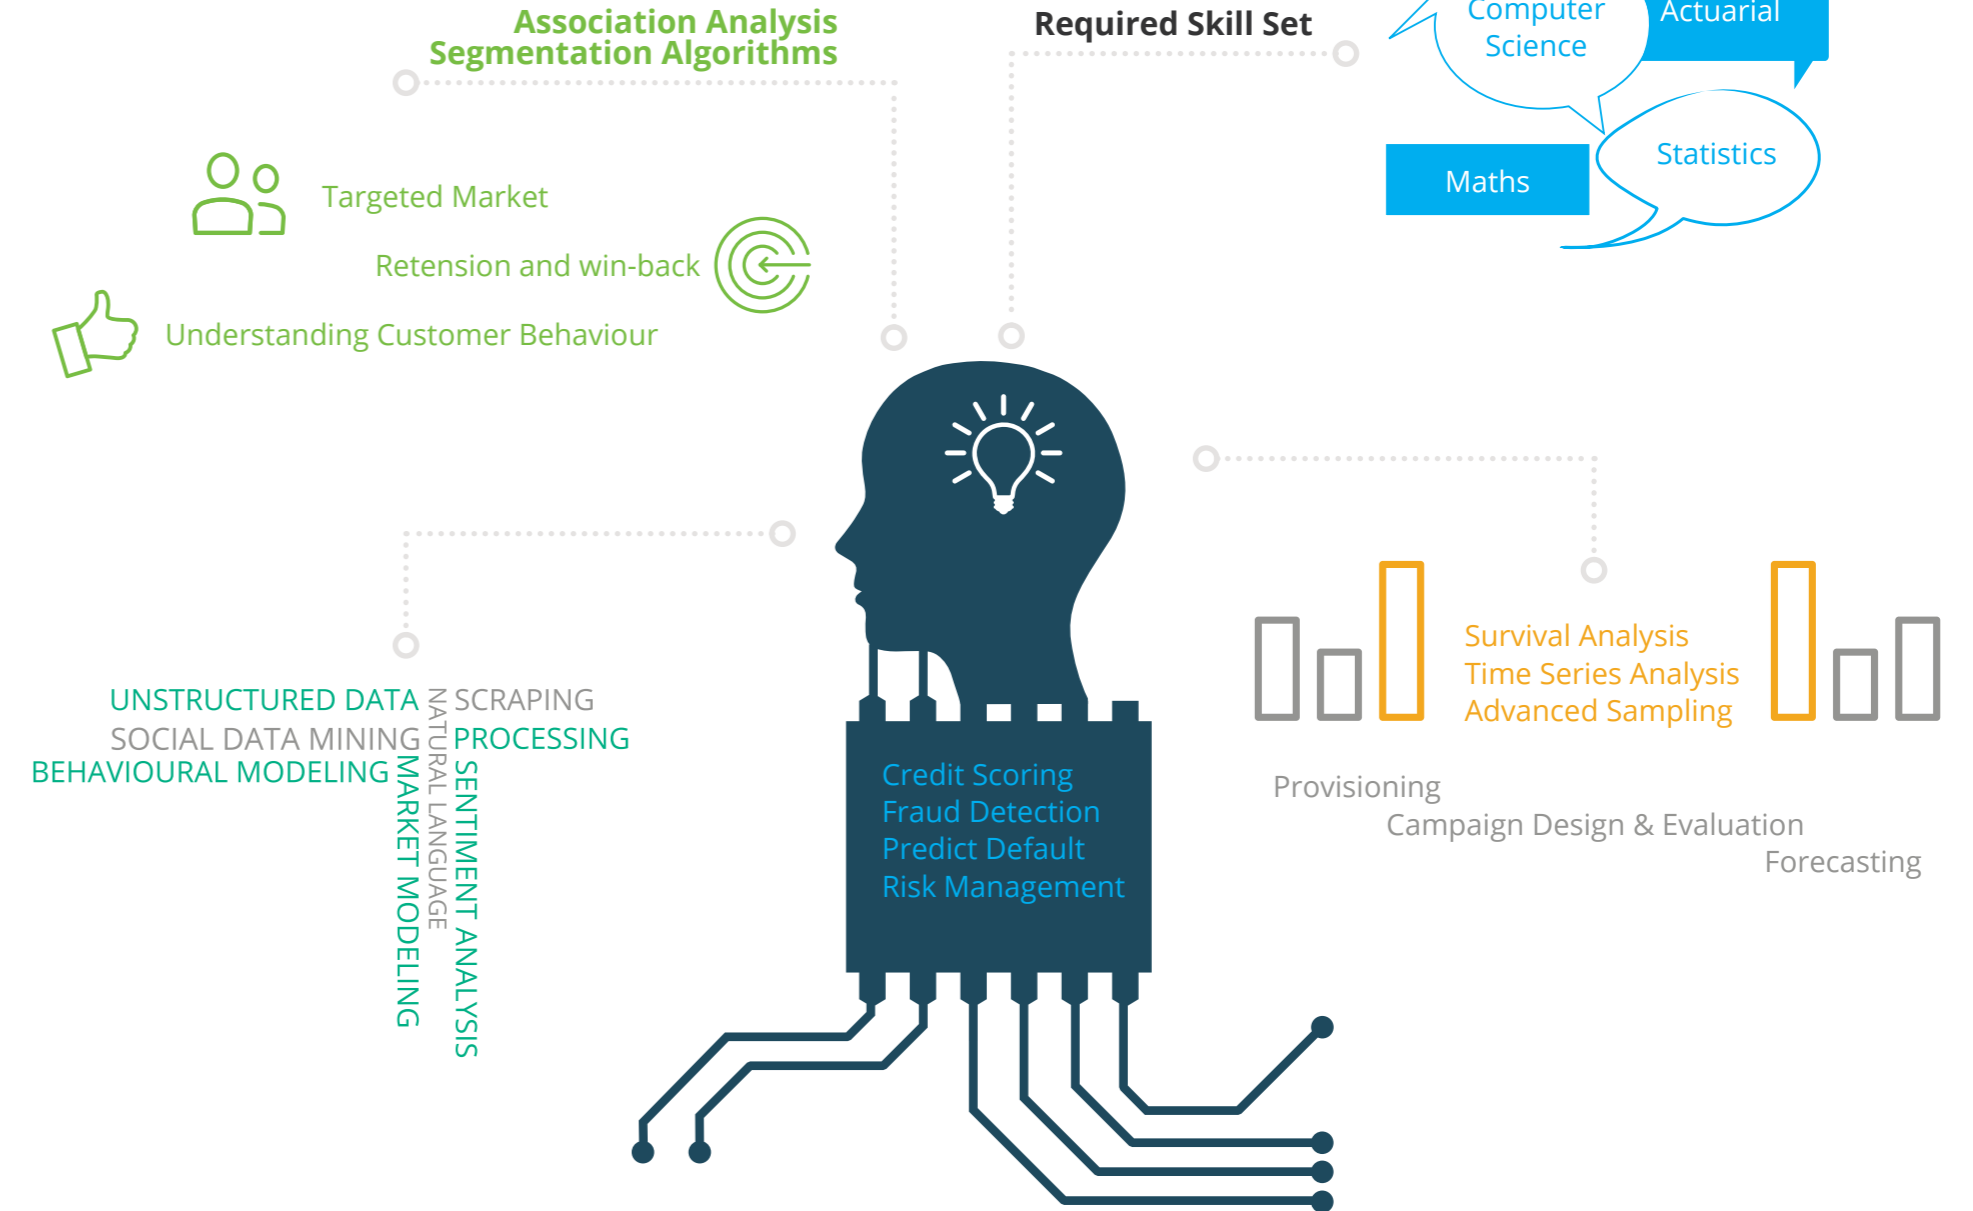 Association Analysis
Segmentation Algorithms
Required Skill Set
Computer
Science
Actuarial
Statistics
Maths
Targeted Market
Retension and win-back
Understanding Customer Behaviour
UNSTRUCTURED DATA
SOCIAL DATA MINING
BEHAVIOURAL MODELING
MARKET MODELING
NATURAL LANGUAGE
SCRAPING
PROCESSING
SENTIMENT ANALYSIS
Credit Scoring
Fraud Detection
Predict Default
Risk Management
Survival Analysis
Time Series Analysis
Advanced Sampling
Provisioning
Campaign Design & Evaluation
Forecasting